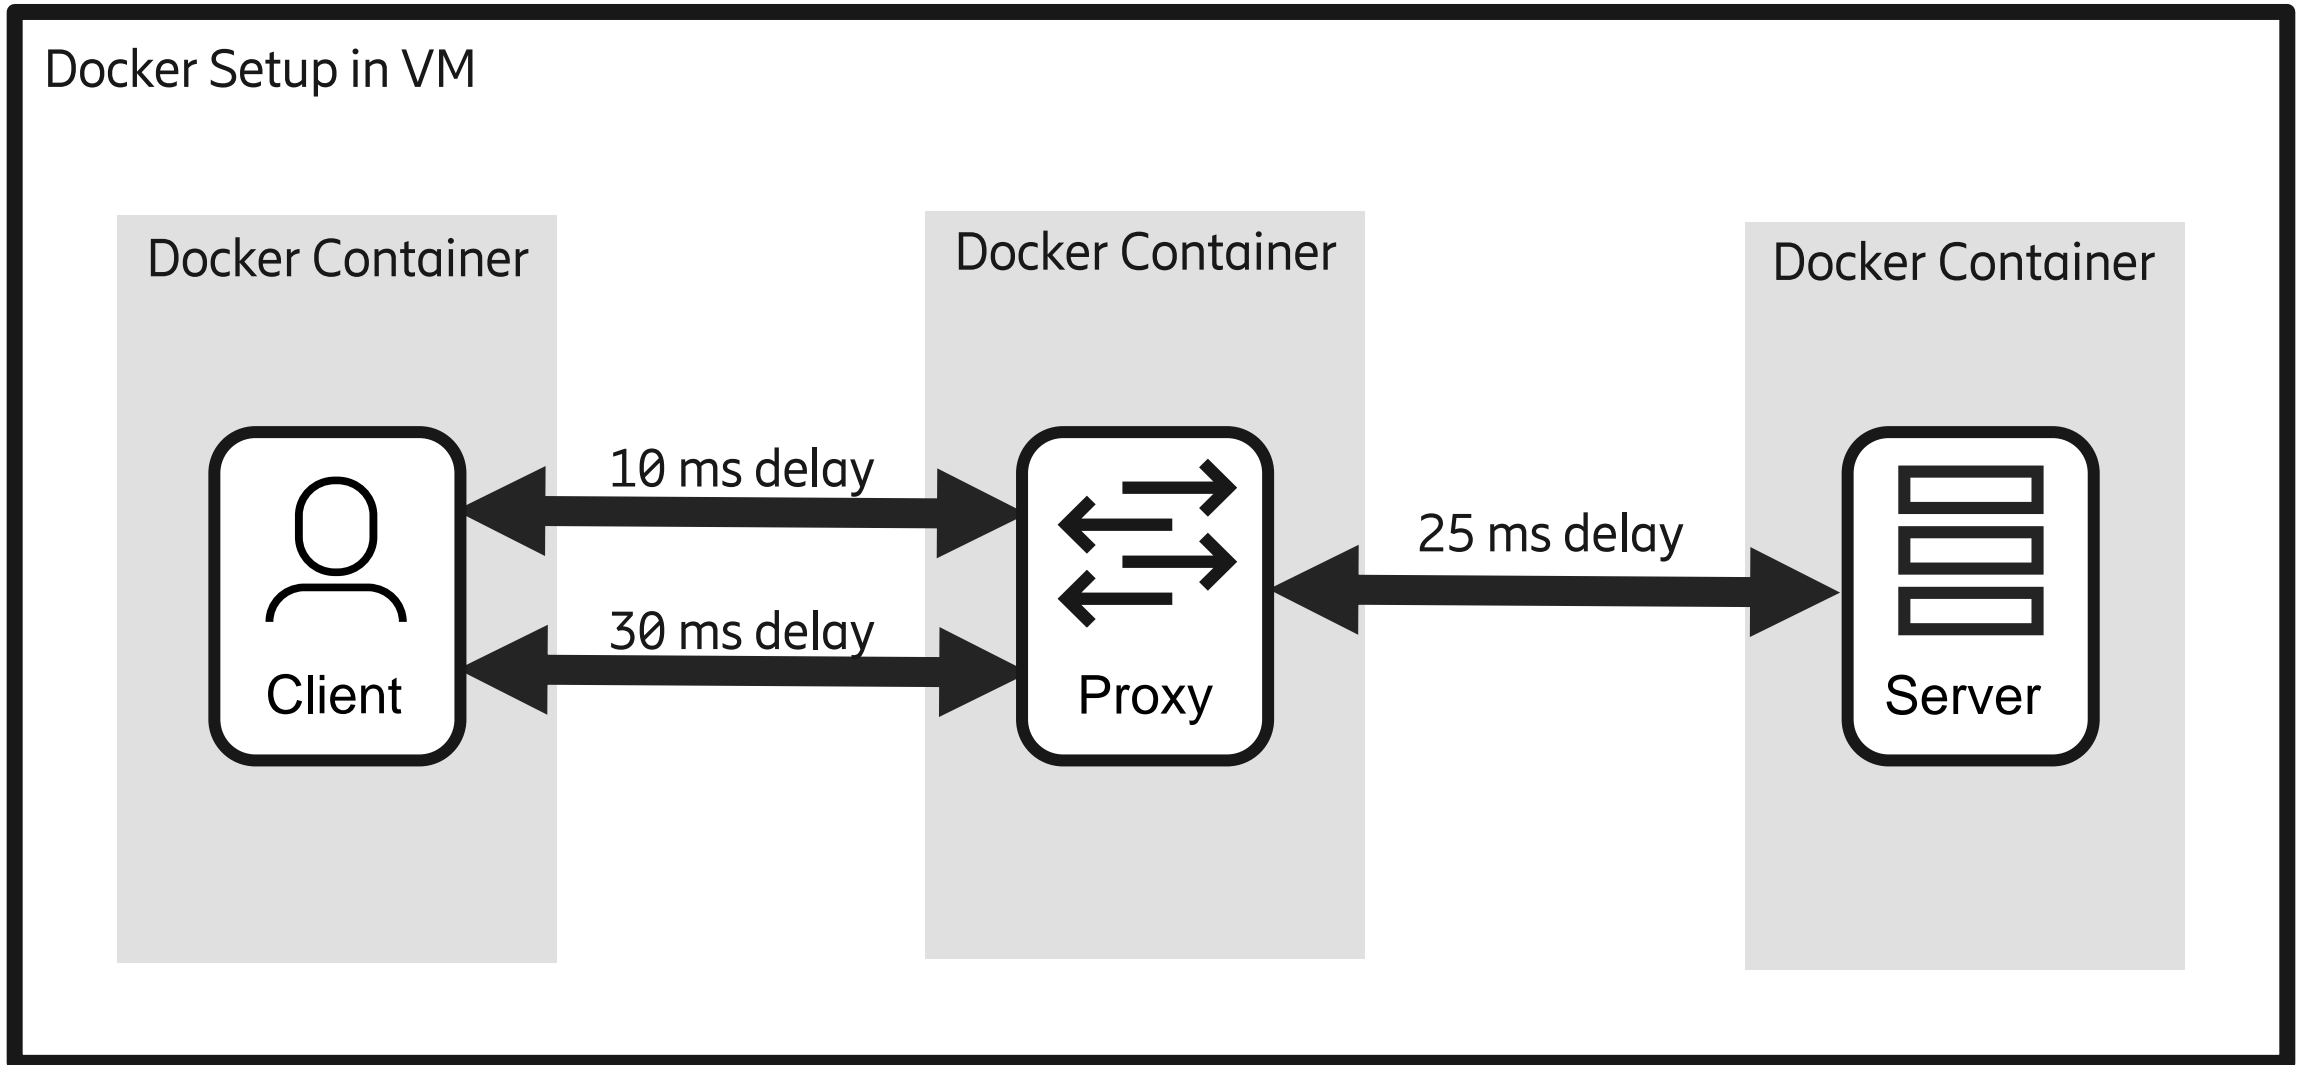 Docker Setup in VM
Docker Container
Docker Container
Docker Container
10 ms delay
25 ms delay
30 ms delay
Client
Proxy
Server